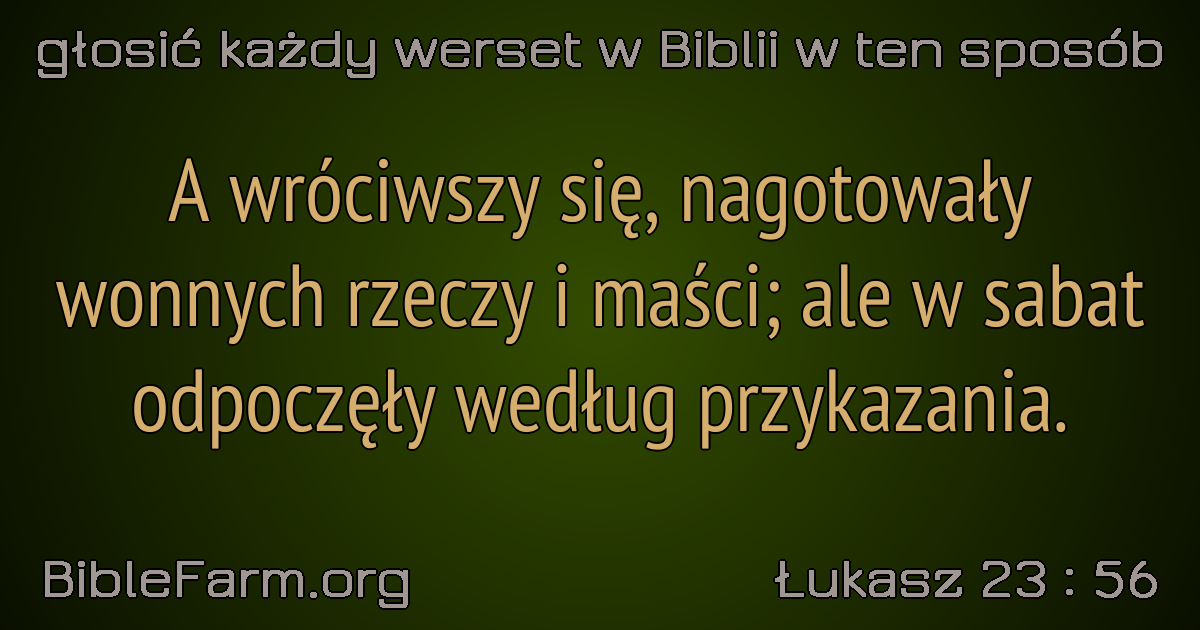 głosić każdy werset w Biblii w ten sposób
A wróciwszy się, nagotowały
wonnych rzeczy i maści; ale w sabat
odpoczęły według przykazania.
BibleFarm.org
Łukasz 23 : 56